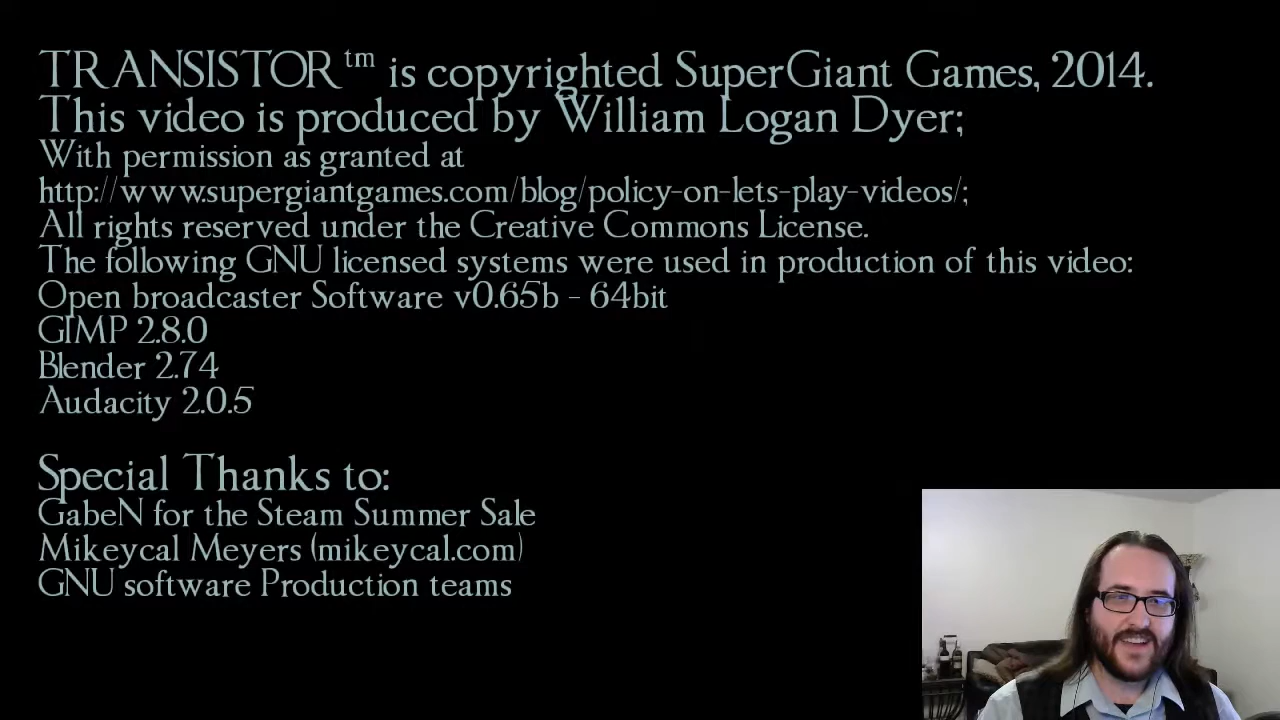 TRANSISTOR™ is copyrighted SuperGiant Games, 2014.
This video is produced by William Logan Dyer;
With permission as granted at
http://www.supergiantgames.com/blog/policy-on-lets-play-videos/;
All rights reserved under the Creative Commons License.
The following GNU licensed systems were used in production of this video:
Open broadcaster Software v0.65b - 64bit
GIMP 2.8.0
Blender 2.74
Audacity 2.0.5
Special Thanks to:
GabeN for the Steam Summer Sale
Mikeycal Meyers (mikeycal.com)
GNU software Production teams